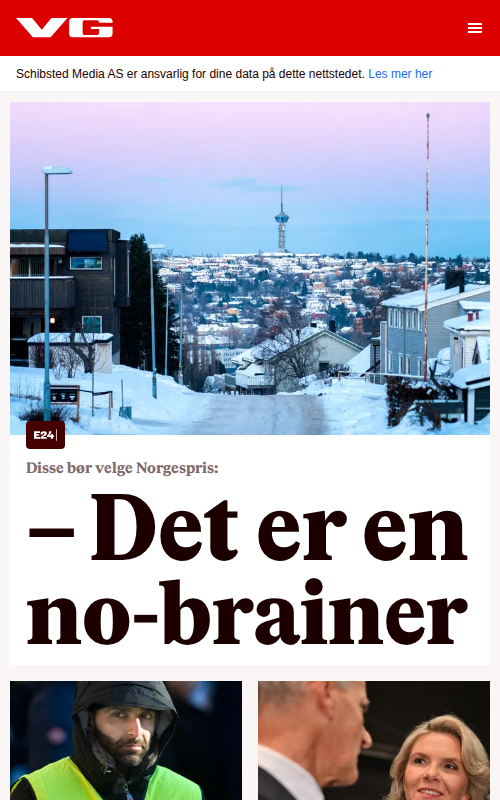 VG
Schibsted Media AS er ansvarlig for dine data på dette nettstedet. Les mer her
E24
Disse bør velge Norgespris:
– Det er en
no-brainer